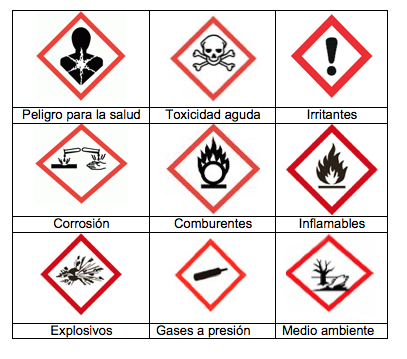 Peligro para la salud
Toxicidad aguda
Irritantes
Corrosión
Comburentes
Inflamables
Explosivos
Gases a presión
Medio ambiente